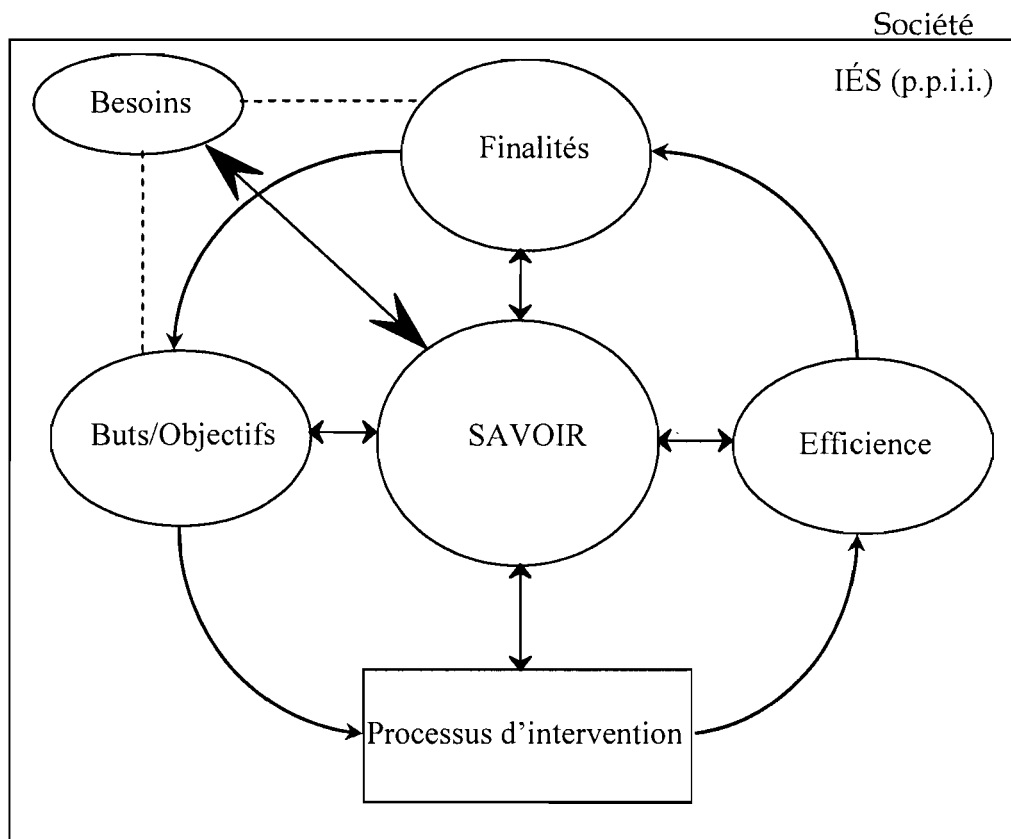 Société
IÉS (p.p.i.i.)
Besoins
Finalités
Buts/Objectifs
SAVOIR
Efficience
Processus d’intervention